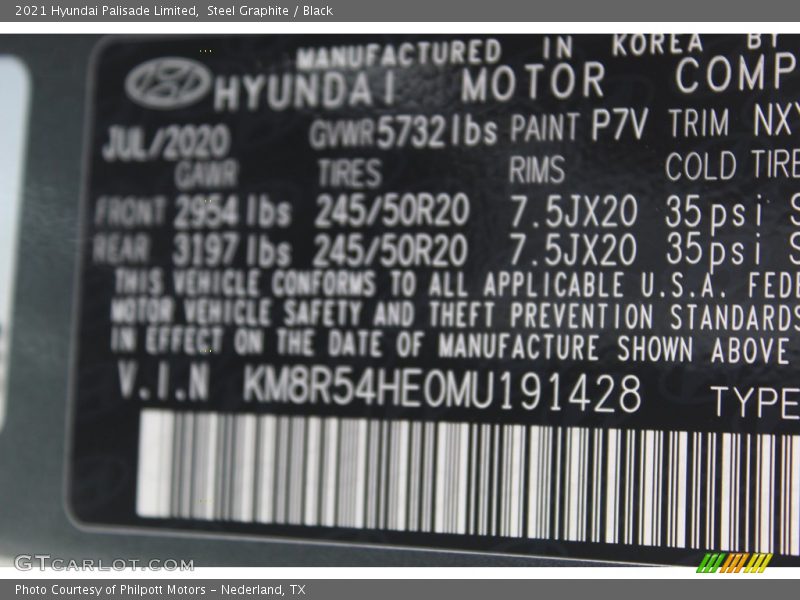 2021 Hyundai Palisade Limited,  Steel Graphite / Black
MANUFACTURED IN KOREA BY
HYUNDAI MOTOR COMP
JUL/2020 GVWR 5732lbs PAINT P7V TRIM NXY
GAWR TIRES RIMS COLD TIRE
FRONT 2954 lbs 245/50R20 7.5JX20 35psi S
REAR 3197 lbs 245/50R20 7.5JX20 35psi S
THIS VEHICLE CONFORMS TO ALL APPLICABLE U.S.A. FEDE
MOTOR VEHICLE SAFETY AND THEFT PREVENTION STANDARDS
IN EFFECT ON THE DATE OF MANUFACTURE SHOWN ABOVE
V.I.N KM8R54HE0MU191428 TYPE
GTCARLOT.COM
Photo Courtesy of Philpott Motors - Nederland, TX